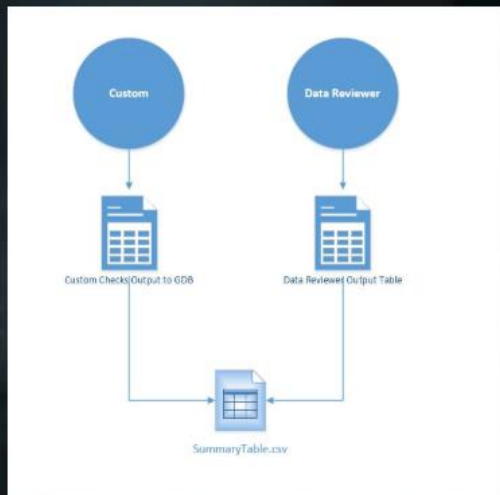 Custom
Data Reviewer
Custom Checks Output to GDB
Data Reviewer Output Table
SummaryTable.csv